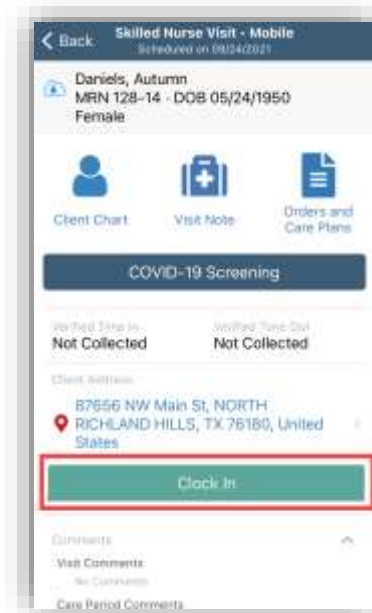 Back Skilled Nurse Visit - Mobile
Scheduled on 09/24/2021
Daniels, Autumn
MRN 128-14 - DOB 05/24/1950
Female
Client Chart Visit Note Orders and
Care Plans
COVID-19 Screening
Verified Time In Verified Time Out
Not Collected Not Collected
Client Address
87656 NW Main St, NORTH
RICHLAND HILLS, TX 76180, United
States
Clock In
Comments
Visit Comments
No Comments
Care Period Comments